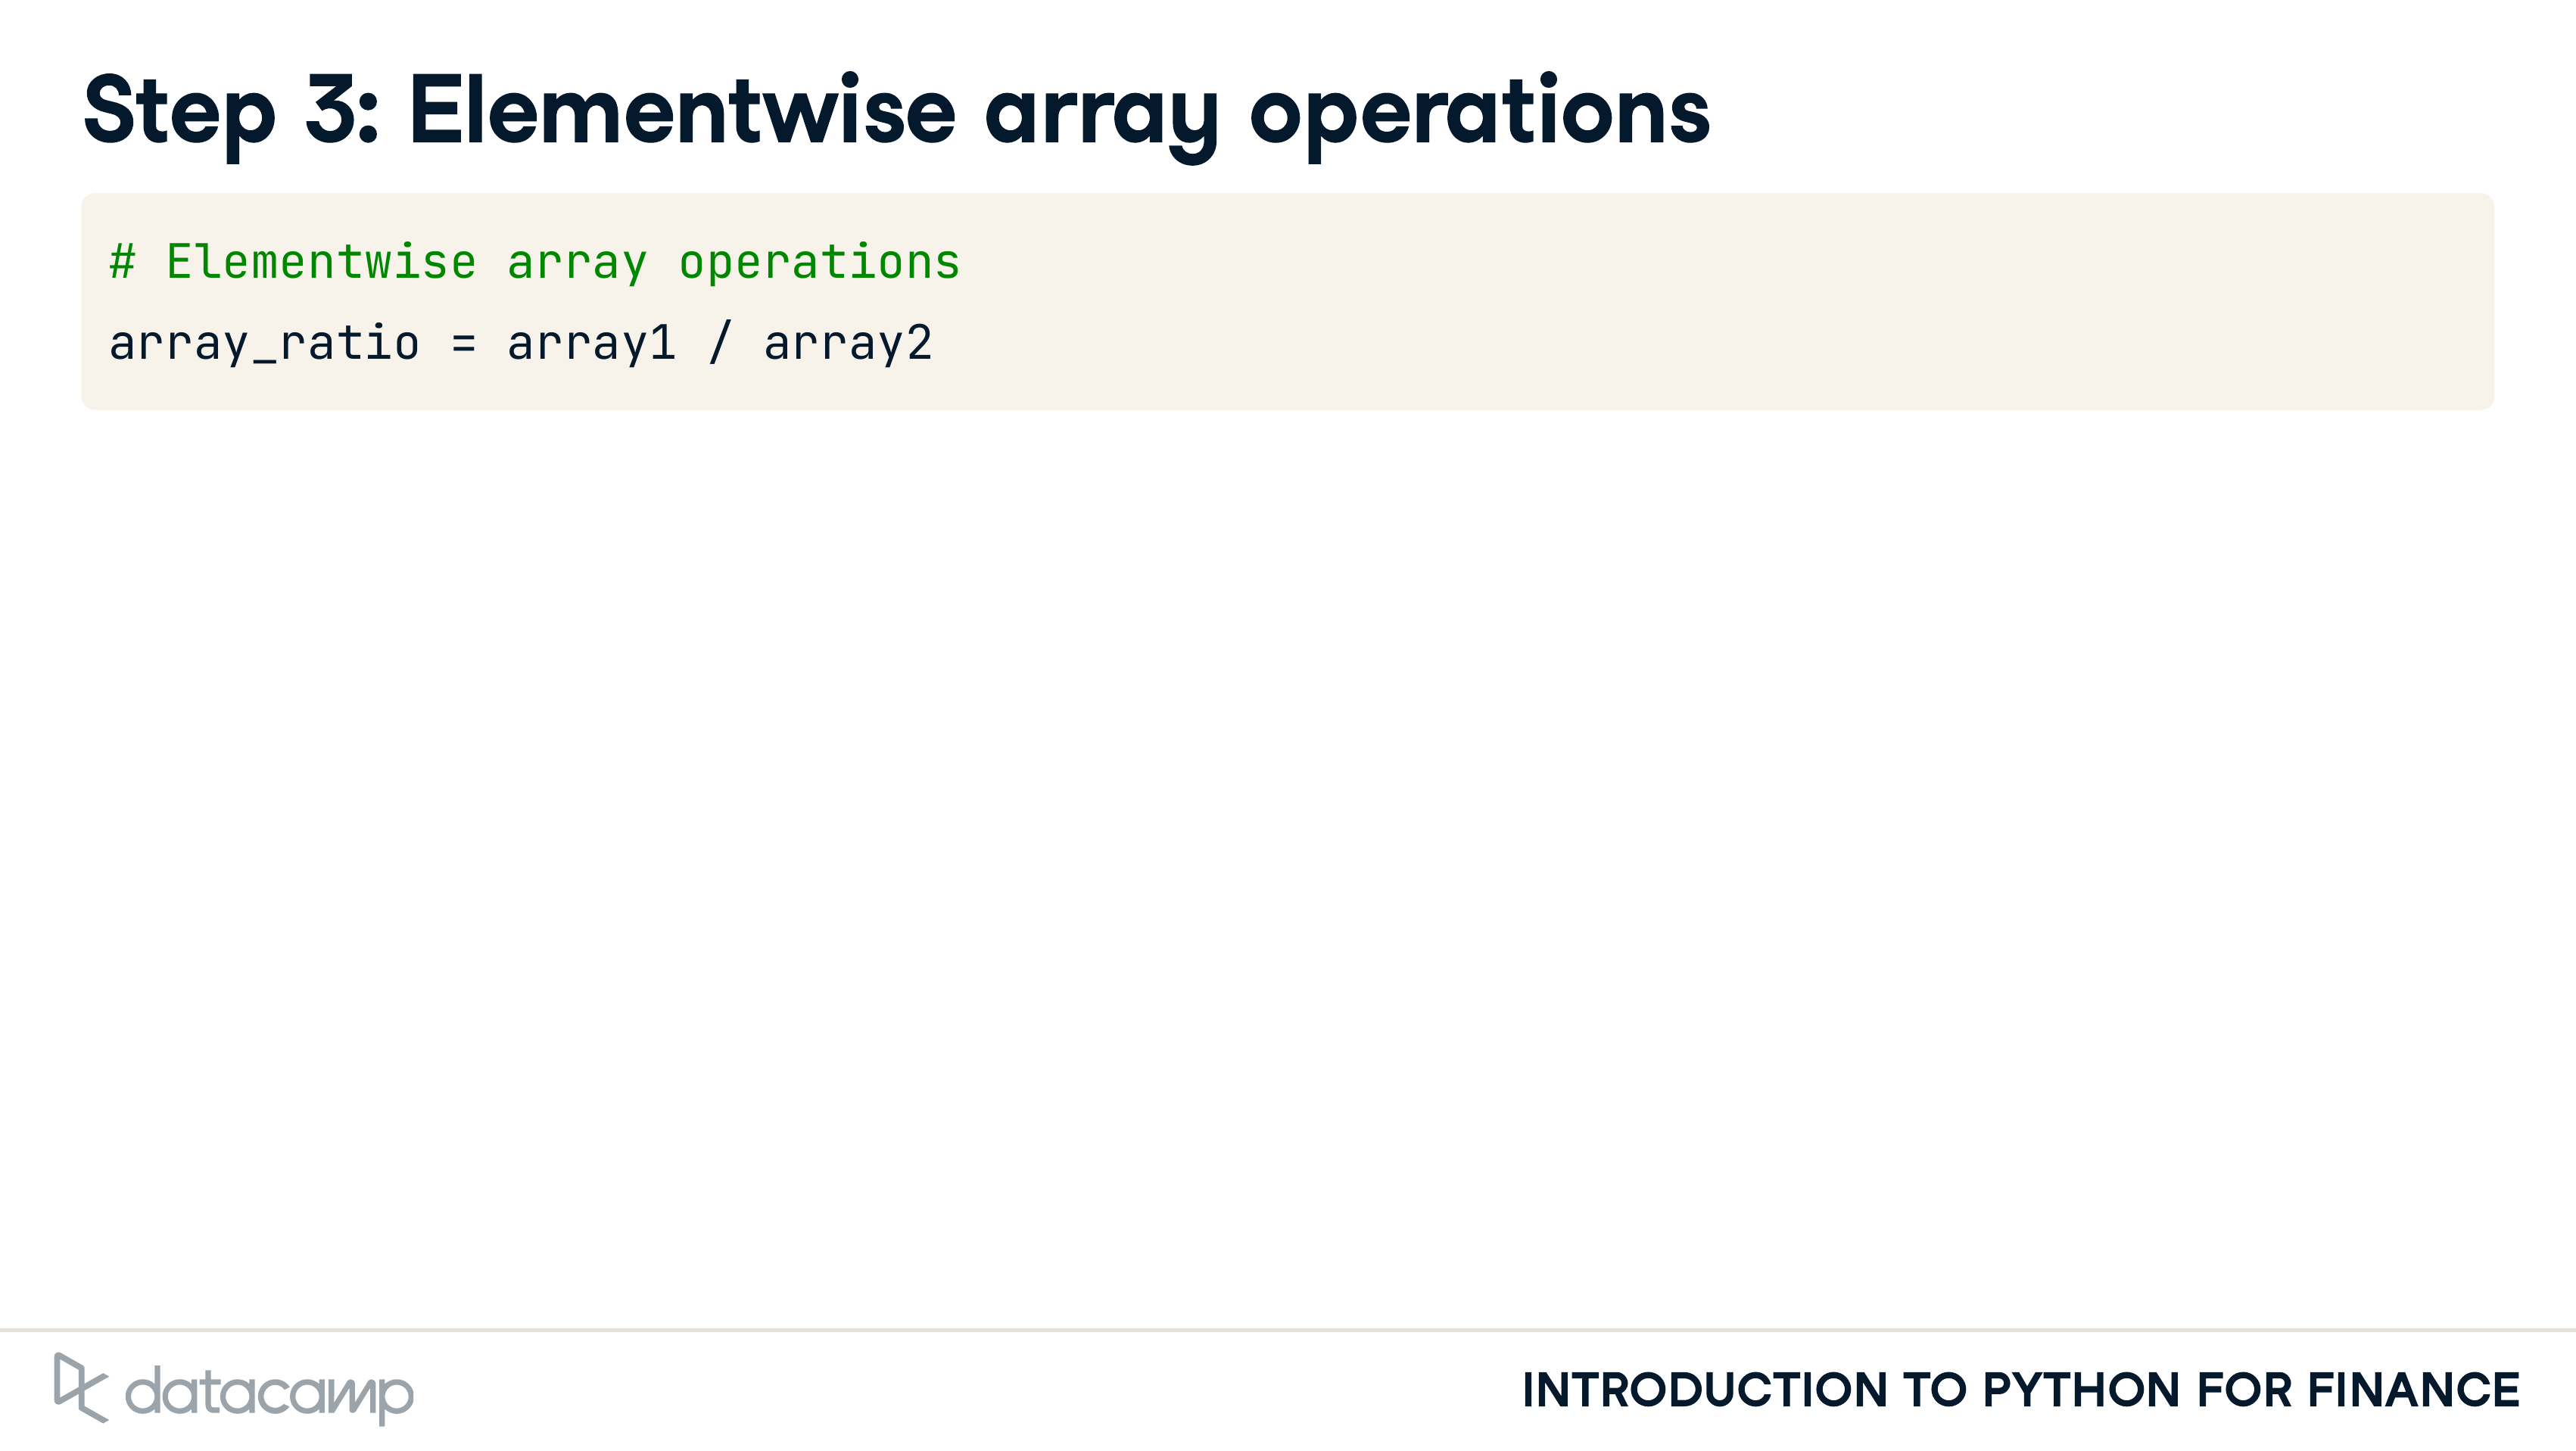 Step 3: Elementwise array operations
# Elementwise array operations
array_ratio = array1 / array2
datacamp
INTRODUCTION TO PYTHON FOR FINANCE